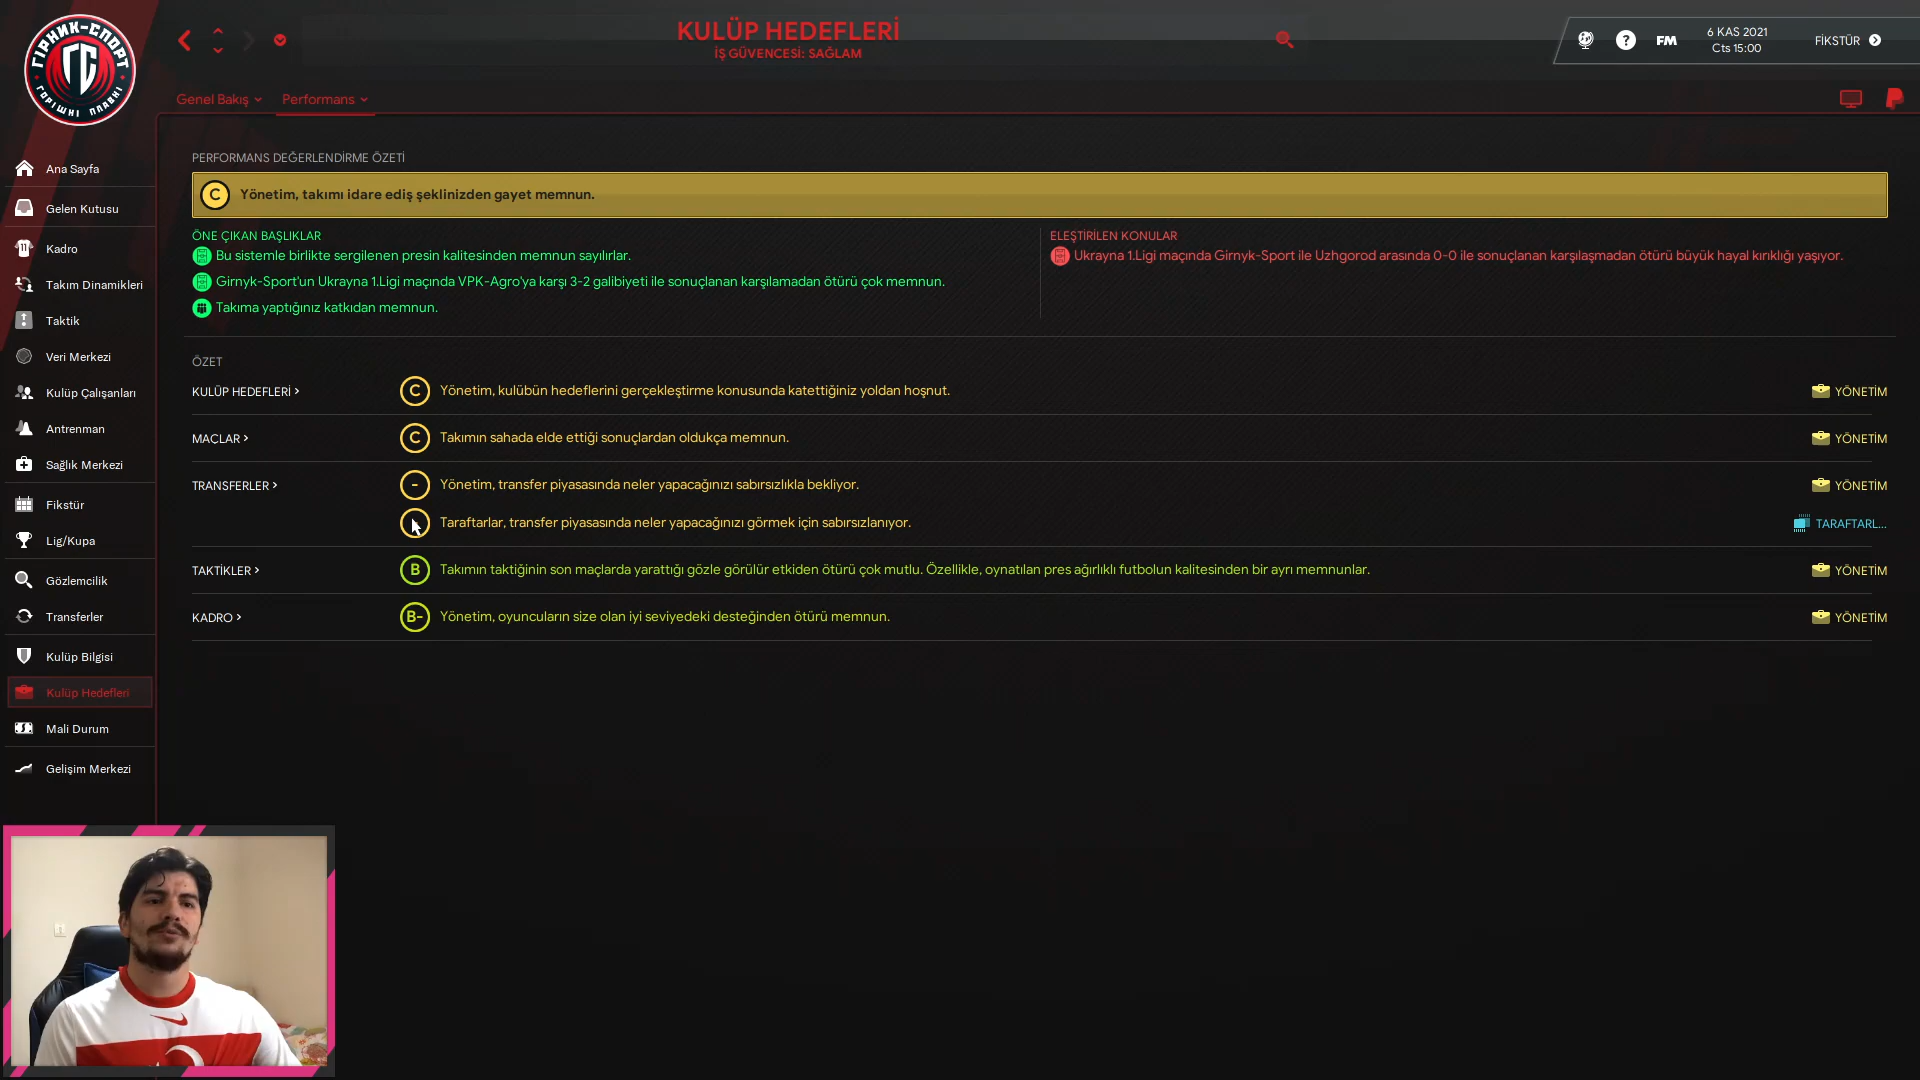 ГІРНИК-СПОРТ
ГС
ГОРІШНІ ПЛАВНІ
KULÜP HEDEFLERİ
İŞ GÜVENCESİ: SAĞLAM
?
FM
6 KAS 2021
Cts 15:00
FİKSTÜR
Genel Bakış
Performans
Ana Sayfa
Gelen Kutusu
Kadro
Takım Dinamikleri
Taktik
Veri Merkezi
Kulüp Çalışanları
Antrenman
Sağlık Merkezi
Fikstür
Lig/Kupa
Gözlemcilik
Transferler
Kulüp Bilgisi
Kulüp Hedefleri
Mali Durum
Gelişim Merkezi
PERFORMANS DEĞERLENDİRME ÖZETİ
C Yönetim, takımı idare ediş şeklinizden gayet memnun.
ÖNE ÇIKAN BAŞLIKLAR
Bu sistemle birlikte sergilenen presin kalitesinden memnun sayılırlar.
Girnyk-Sport'un Ukrayna 1.Ligi maçında VPK-Agro'ya karşı 3-2 galibiyeti ile sonuçlanan karşılamadan ötürü çok memnun.
Takıma yaptığınız katkıdan memnun.
ELEŞTİRİLEN KONULAR
Ukrayna 1.Ligi maçında Girnyk-Sport ile Uzhgorod arasında 0-0 ile sonuçlanan karşılaşmadan ötürü büyük hayal kırıklığı yaşıyor.
ÖZET
KULÜP HEDEFLERİ > C Yönetim, kulübün hedeflerini gerçekleştirme konusunda katettiğiniz yoldan hoşnut. YÖNETİM
MAÇLAR > C Takımın sahada elde ettiği sonuçlardan oldukça memnun. YÖNETİM
TRANSFERLER > - Yönetim, transfer piyasasında neler yapacağınızı sabırsızlıkla bekliyor. YÖNETİM
Taraftarlar, transfer piyasasında neler yapacağınızı görmek için sabırsızlanıyor. TARAFTARL...
TAKTİKLER > B Takımın taktiğinin son maçlarda yarattığı gözle görülür etkiden ötürü çok mutlu. Özellikle, oynatılan pres ağırlıklı futbolun kalitesinden bir ayrı memnunlar. YÖNETİM
KADRO > B- Yönetim, oyuncuların size olan iyi seviyedeki desteğinden ötürü memnun. YÖNETİM